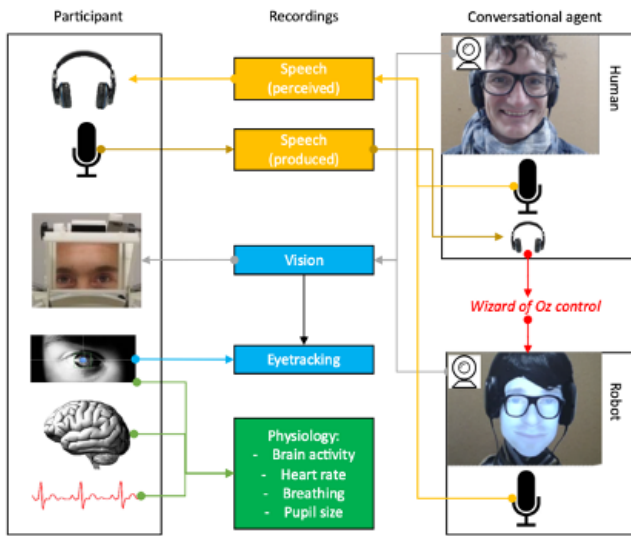 Participant
Recordings
Conversational agent
Speech
(perceived)
Human
Speech
(produced)
Vision
Wizard of Oz control
Eyetracking
Robot
Physiology:
- Brain activity
- Heart rate
- Breathing
- Pupil size